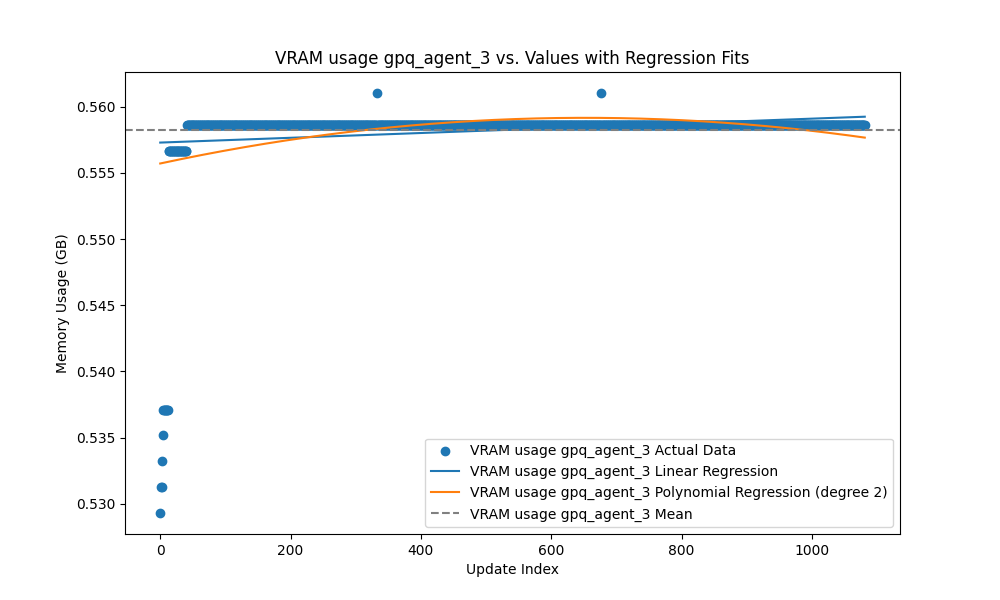 VRAM usage gpq_agent_3 vs. Values with Regression Fits
Memory Usage (GB)
0.560
0.555
0.550
0.545
0.540
0.535
0.530
VRAM usage gpq_agent_3 Actual Data
VRAM usage gpq_agent_3 Linear Regression
VRAM usage gpq_agent_3 Polynomial Regression (degree 2)
VRAM usage gpq_agent_3 Mean
0 200 400 600 800 1000
Update Index